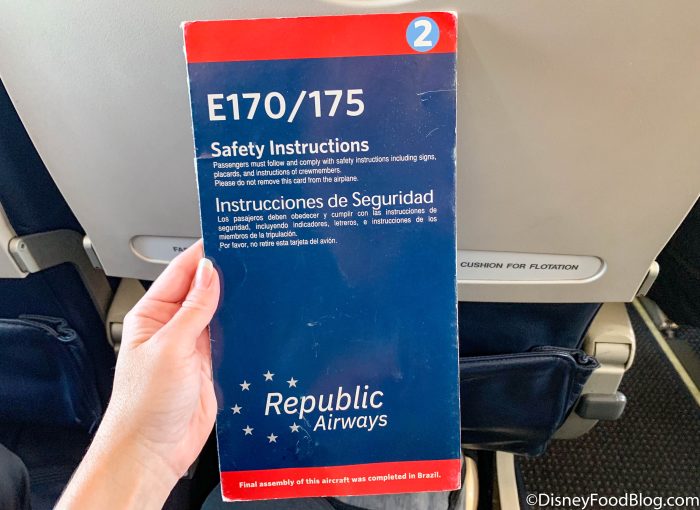 2
E170/175
Safety Instructions
Passengers must follow and comply with safety instructions including signs,
placards, and instructions of crewmembers.
Please do not remove this card from the airplane.
Instrucciones de Seguridad
Los pasajeros deben obedecer y cumplir con las instrucciones de
seguridad, incluyendo indicadores, letreros, e instrucciones de los
miembros de la tripulación.
Por favor, no retire esta tarjeta del avión.
CUSHION FOR FLOTATION
Republic
Airways
Final assembly of this aircraft was completed in Brazil.
©DisneyFoodBlog.com